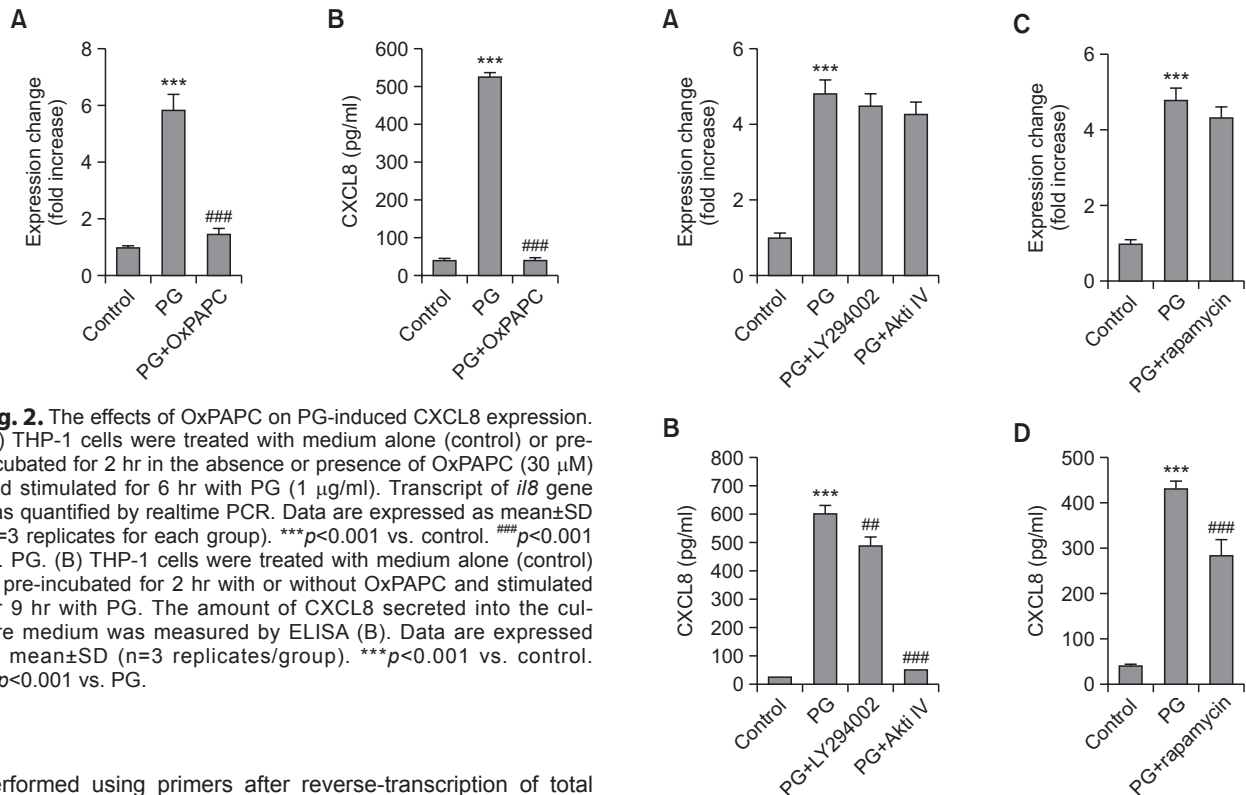 A
Expression change
(fold increase)
8
6
4
2
0
***
###
Control
PG
PG+OxPAPC
B
CXCL8 (pg/ml)
600
500
400
300
200
100
0
***
###
Control
PG
PG+OxPAPC
g. 2. The effects of OxPAPC on PG-induced CXCL8 expression.
) THP-1 cells were treated with medium alone (control) or pre-
cubated for 2 hr in the absence or presence of OxPAPC (30 μM)
d stimulated for 6 hr with PG (1 μg/ml). Transcript of il8 gene
as quantified by realtime PCR. Data are expressed as mean±SD
=3 replicates for each group). ***p<0.001 vs. control. ###p<0.001
. PG. (B) THP-1 cells were treated with medium alone (control)
pre-incubated for 2 hr with or without OxPAPC and stimulated
r 9 hr with PG. The amount of CXCL8 secreted into the cul-
re medium was measured by ELISA (B). Data are expressed
mean±SD (n=3 replicates/group). ***p<0.001 vs. control.
p<0.001 vs. PG.
erformed using primers after reverse-transcription of total
A
Expression change
(fold increase)
6
4
2
0
***
Control
PG
PG+LY294002
PG+Akti IV
C
Expression change
(fold increase)
6
4
2
0
***
Control
PG
PG+rapamycin
B
CXCL8 (pg/ml)
800
700
600
500
400
300
200
100
0
***
##
###
Control
PG
PG+LY294002
PG+Akti IV
D
CXCL8 (pg/ml)
500
400
300
200
100
0
***
###
Control
PG
PG+rapamycin